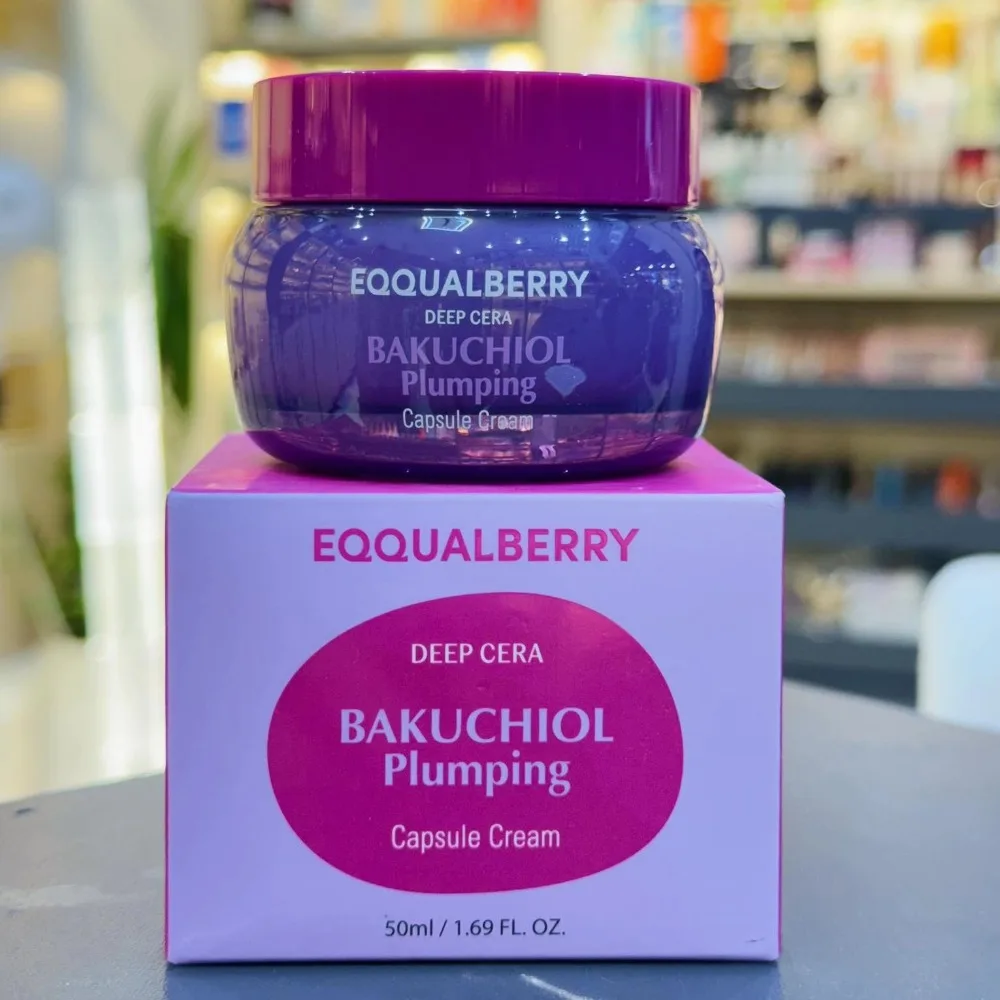 EQQUALBERRY
DEEP CERA
BAKUCHIOL
Plumping
Capsule Cream
EQQUALBERRY
DEEP CERA
BAKUCHIOL
Plumping
Capsule Cream
50ml / 1.69 FL. OZ.